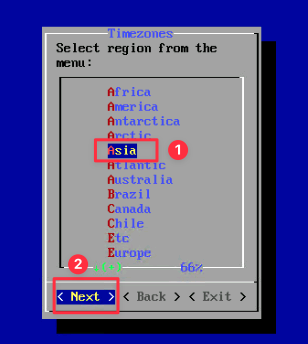 Timezones
Select region from the
menu:
Africa
America
Antarctica
Arctic
Asia
1
Atlantic
Australia
Brazil
Canada
Chile
Etc
Europe
66%
2
< Next > < Back > < Exit >